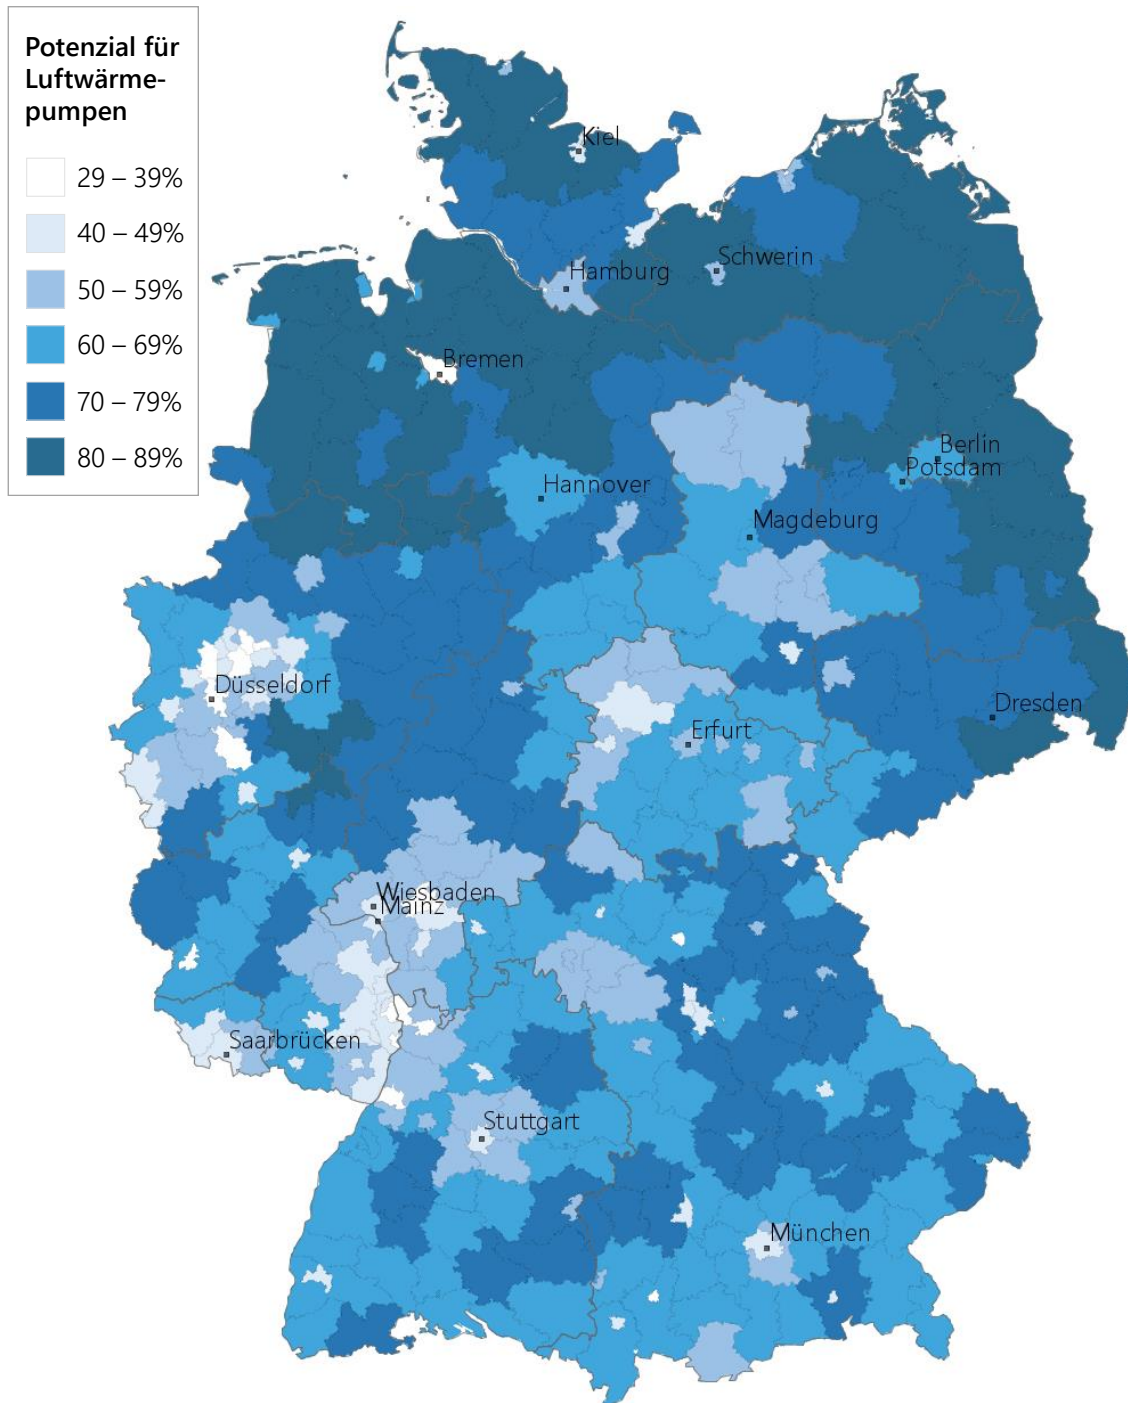 Potenzial für
Luftwärme-
pumpen
29 – 39%
40 – 49%
50 – 59%
60 – 69%
70 – 79%
80 – 89%
Kiel
Schwerin
Hamburg
Bremen
Berlin
Potsdam
Hannover
Magdeburg
Düsseldorf
Dresden
Erfurt
Wiesbaden
Mainz
Saarbrücken
Stuttgart
München